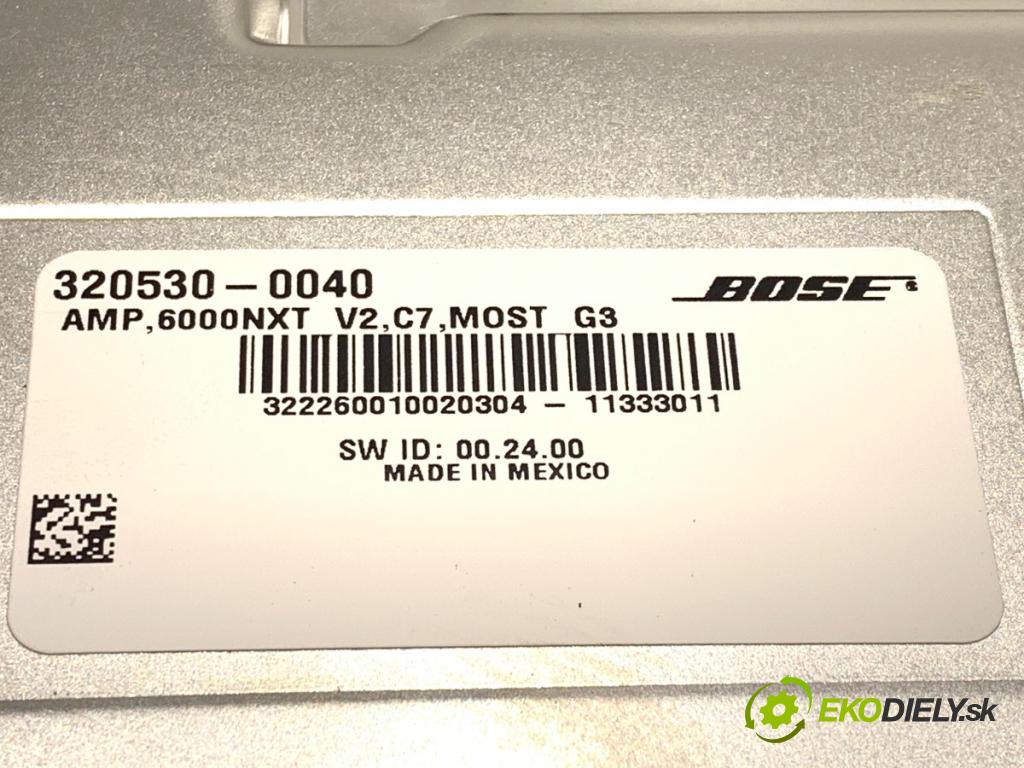 320530-0040
BOSE
AMP,6000NXT V2,C7,MOST G3
322260010020304 - 11333011
SW ID: 00.24.00
MADE IN MEXICO
EKODIELY.sk